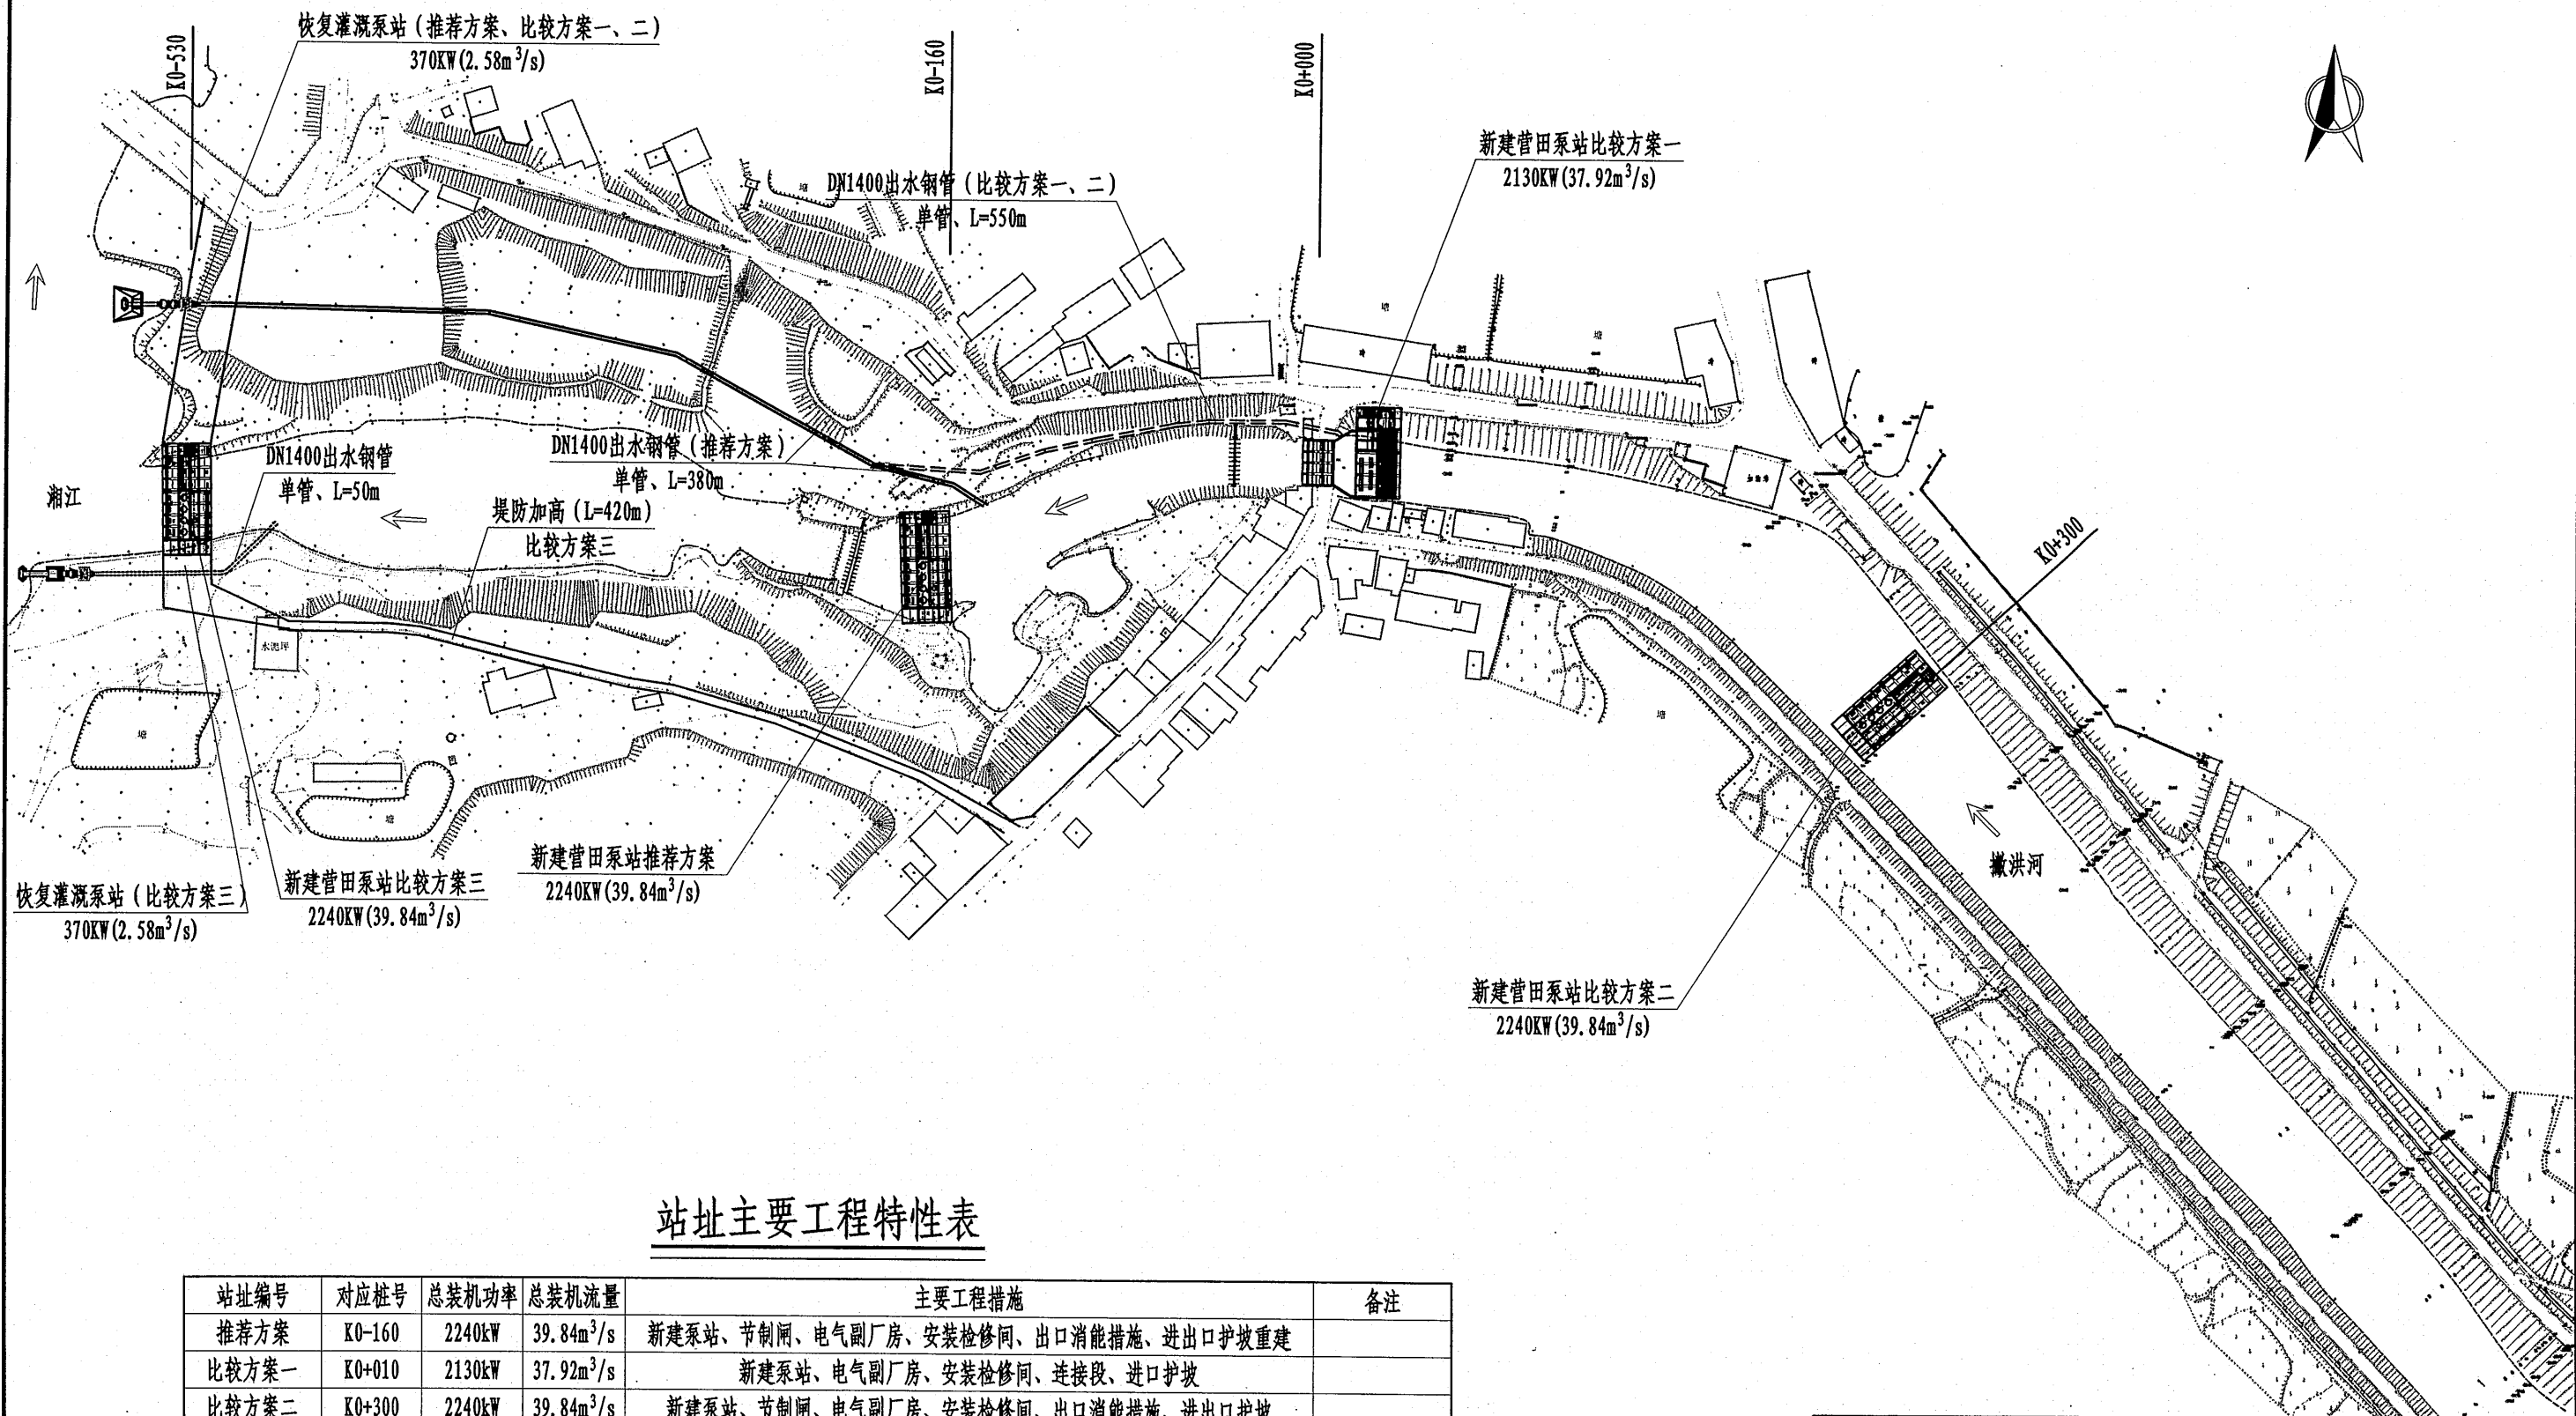 恢复灌溉泵站（推荐方案、比较方案一、二）
370KW(2.58m³/s)
K0-530
K0-160
K0+000
新建营田泵站比较方案一
2130KW(37.92m³/s)
DN1400出水钢管（比较方案一、二）
单管、L=550m
塘
塘
塘
DN1400出水钢管
单管、L=50m
DN1400出水钢管（推荐方案）
单管、L=380m
湘江
堤防加高（L=420m）
比较方案三
K0+300
水泥坪
塘
塘
塘
新建营田泵站推荐方案
2240KW(39.84m³/s)
撇洪河
恢复灌溉泵站（比较方案三）
370KW(2.58m³/s)
新建营田泵站比较方案三
2240KW(39.84m³/s)
新建营田泵站比较方案二
2240KW(39.84m³/s)
站址主要工程特性表
站址编号 对应桩号 总装机功率 总装机流量 主要工程措施 备注
推荐方案 K0-160 2240kW 39.84m³/s 新建泵站、节制闸、电气副厂房、安装检修间、出口消能措施、进出口护坡重建
比较方案一 K0+010 2130kW 37.92m³/s 新建泵站、电气副厂房、安装检修间、连接段、进口护坡
比较方案二 K0+300 2240kW 39.84m³/s 新建泵站、节制闸、电气副厂房、安装检修间、出口消能措施、进出口护坡